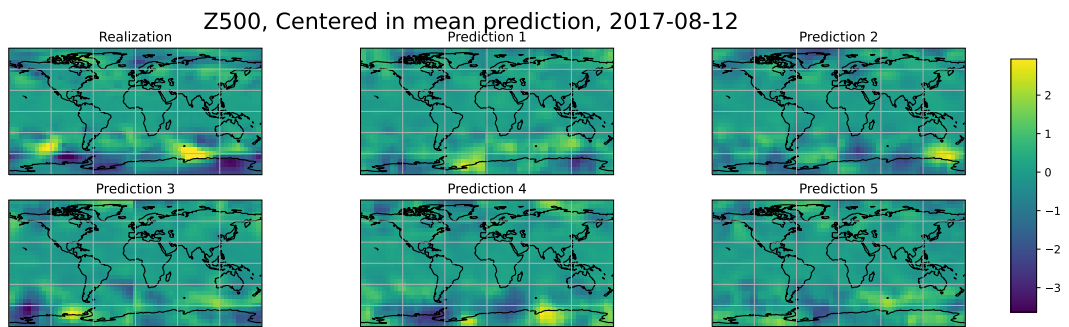 Z500, Centered in mean prediction, 2017-08-12
Realization
Prediction 1
Prediction 2
Prediction 3
Prediction 4
Prediction 5
2
1
0
−1
−2
−3